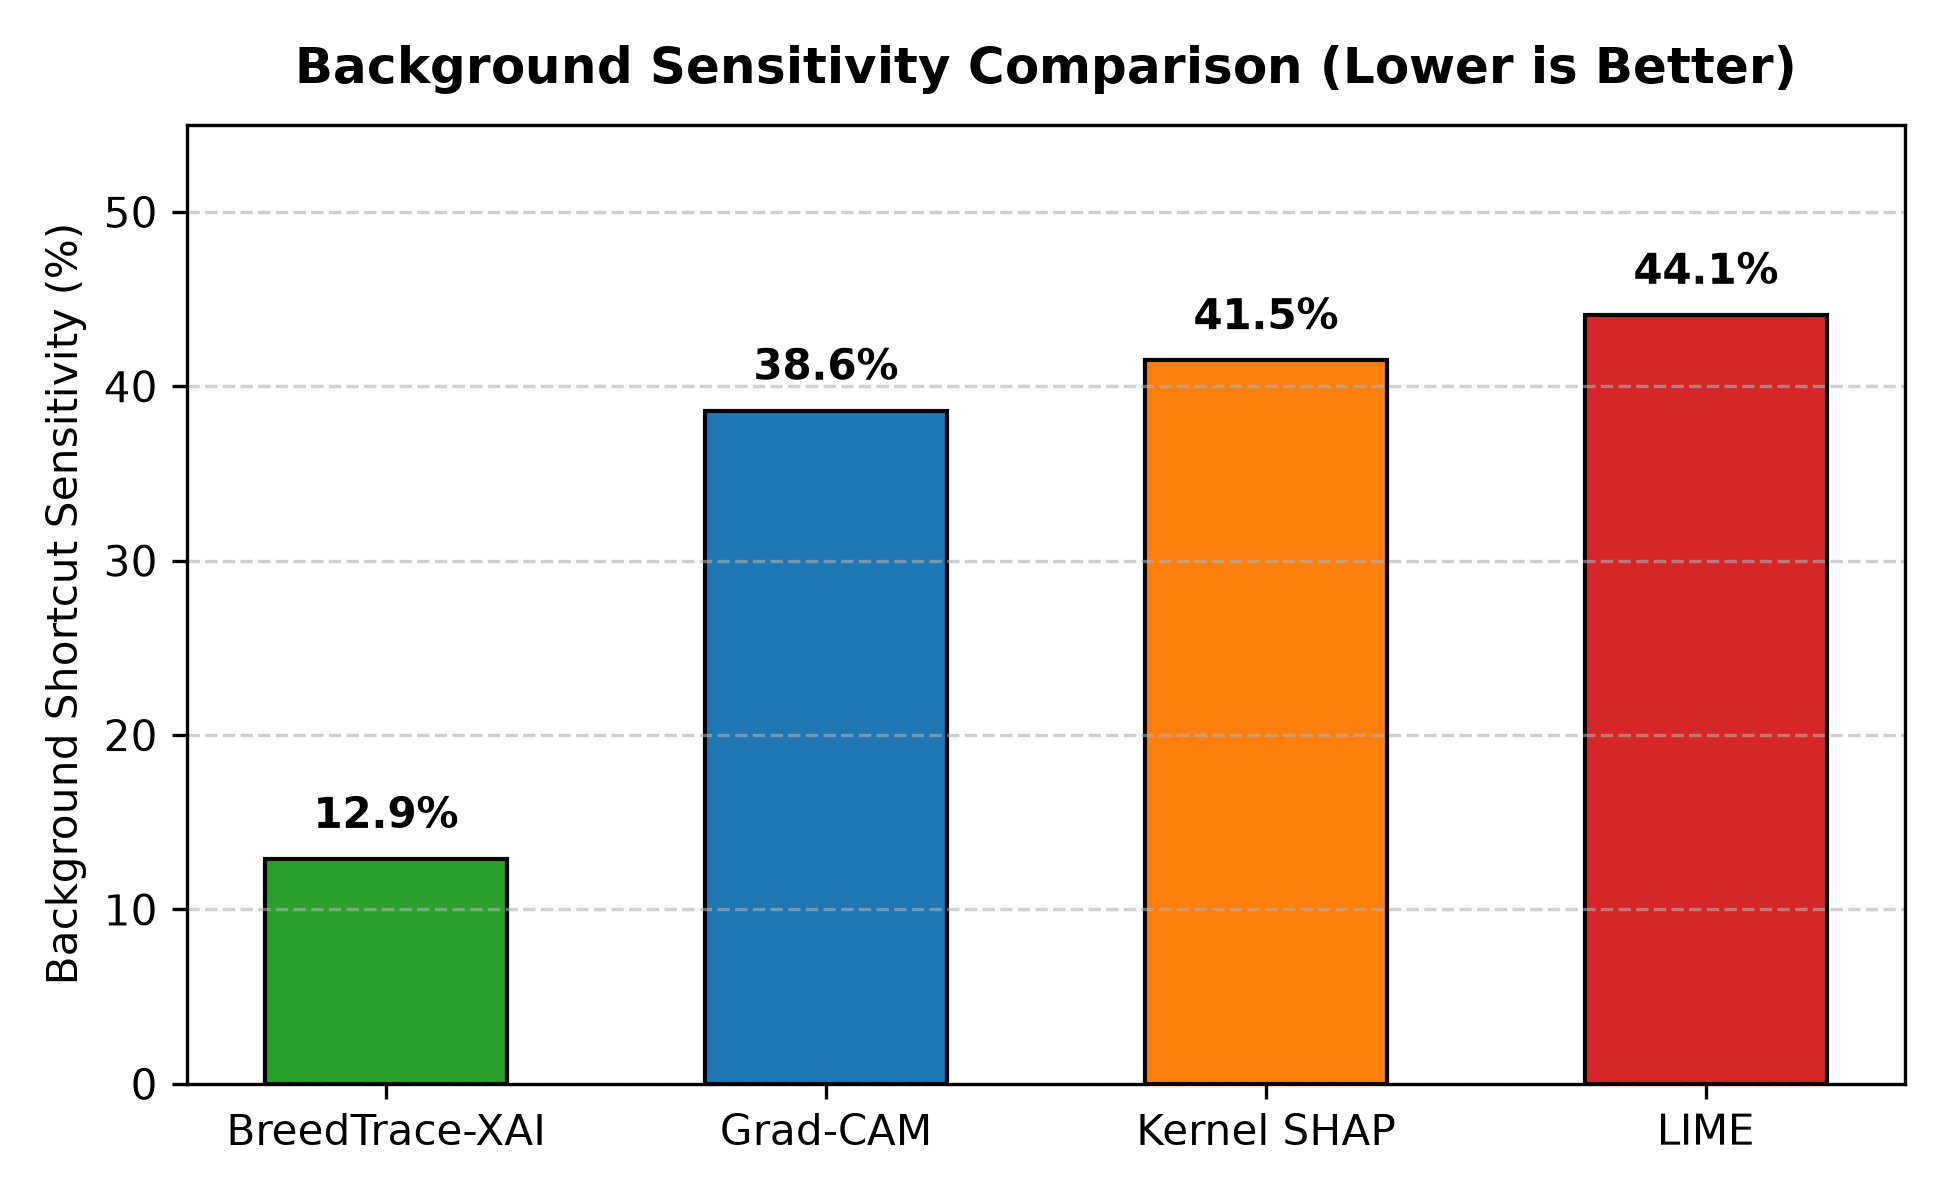 Background Sensitivity Comparison (Lower is Better)
Background Shortcut Sensitivity (%)
50
40
30
20
10
0
12.9%
38.6%
41.5%
44.1%
BreedTrace-XAI
Grad-CAM
Kernel SHAP
LIME